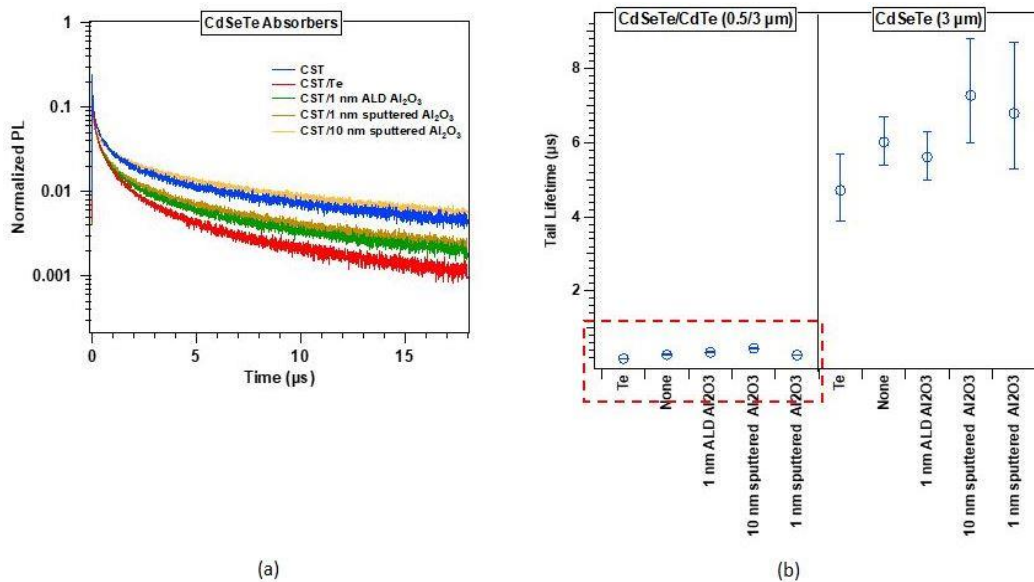 CdSeTe Absorbers
1
0.1
0.01
0.001
Normalized PL
CST
CST/Te
CST/1 nm ALD Al₂O₃
CST/1 nm sputtered Al₂O₃
CST/10 nm sputtered Al₂O₃
0
5
10
15
Time (µs)
(a)
CdSeTe/CdTe (0.5/3 µm)
CdSeTe (3 µm)
8
6
4
2
Tail Lifetime (µs)
Te
None
1 nm ALD Al2O3
10 nm sputtered Al2O3
1 nm sputtered Al2O3
Te
None
1 nm ALD Al2O3
10 nm sputtered Al2O3
1 nm sputtered Al2O3
(b)